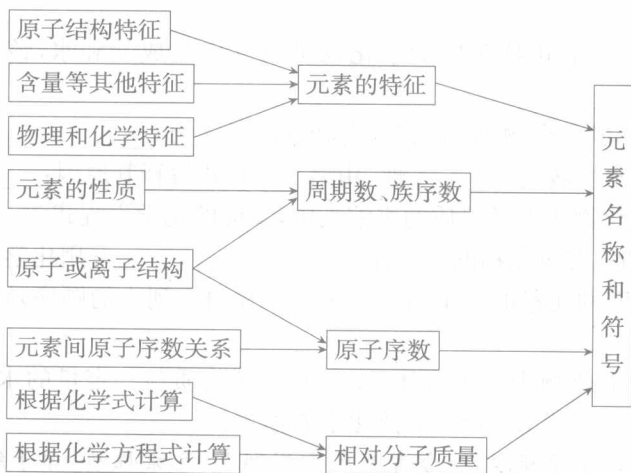 原子结构特征
含量等其他特征
物理和化学特征
元素的特征
元素的性质
周期数、族序数
原子或离子结构
元素间原子序数关系
原子序数
根据化学式计算
根据化学方程式计算
相对分子质量
元素名称和符号